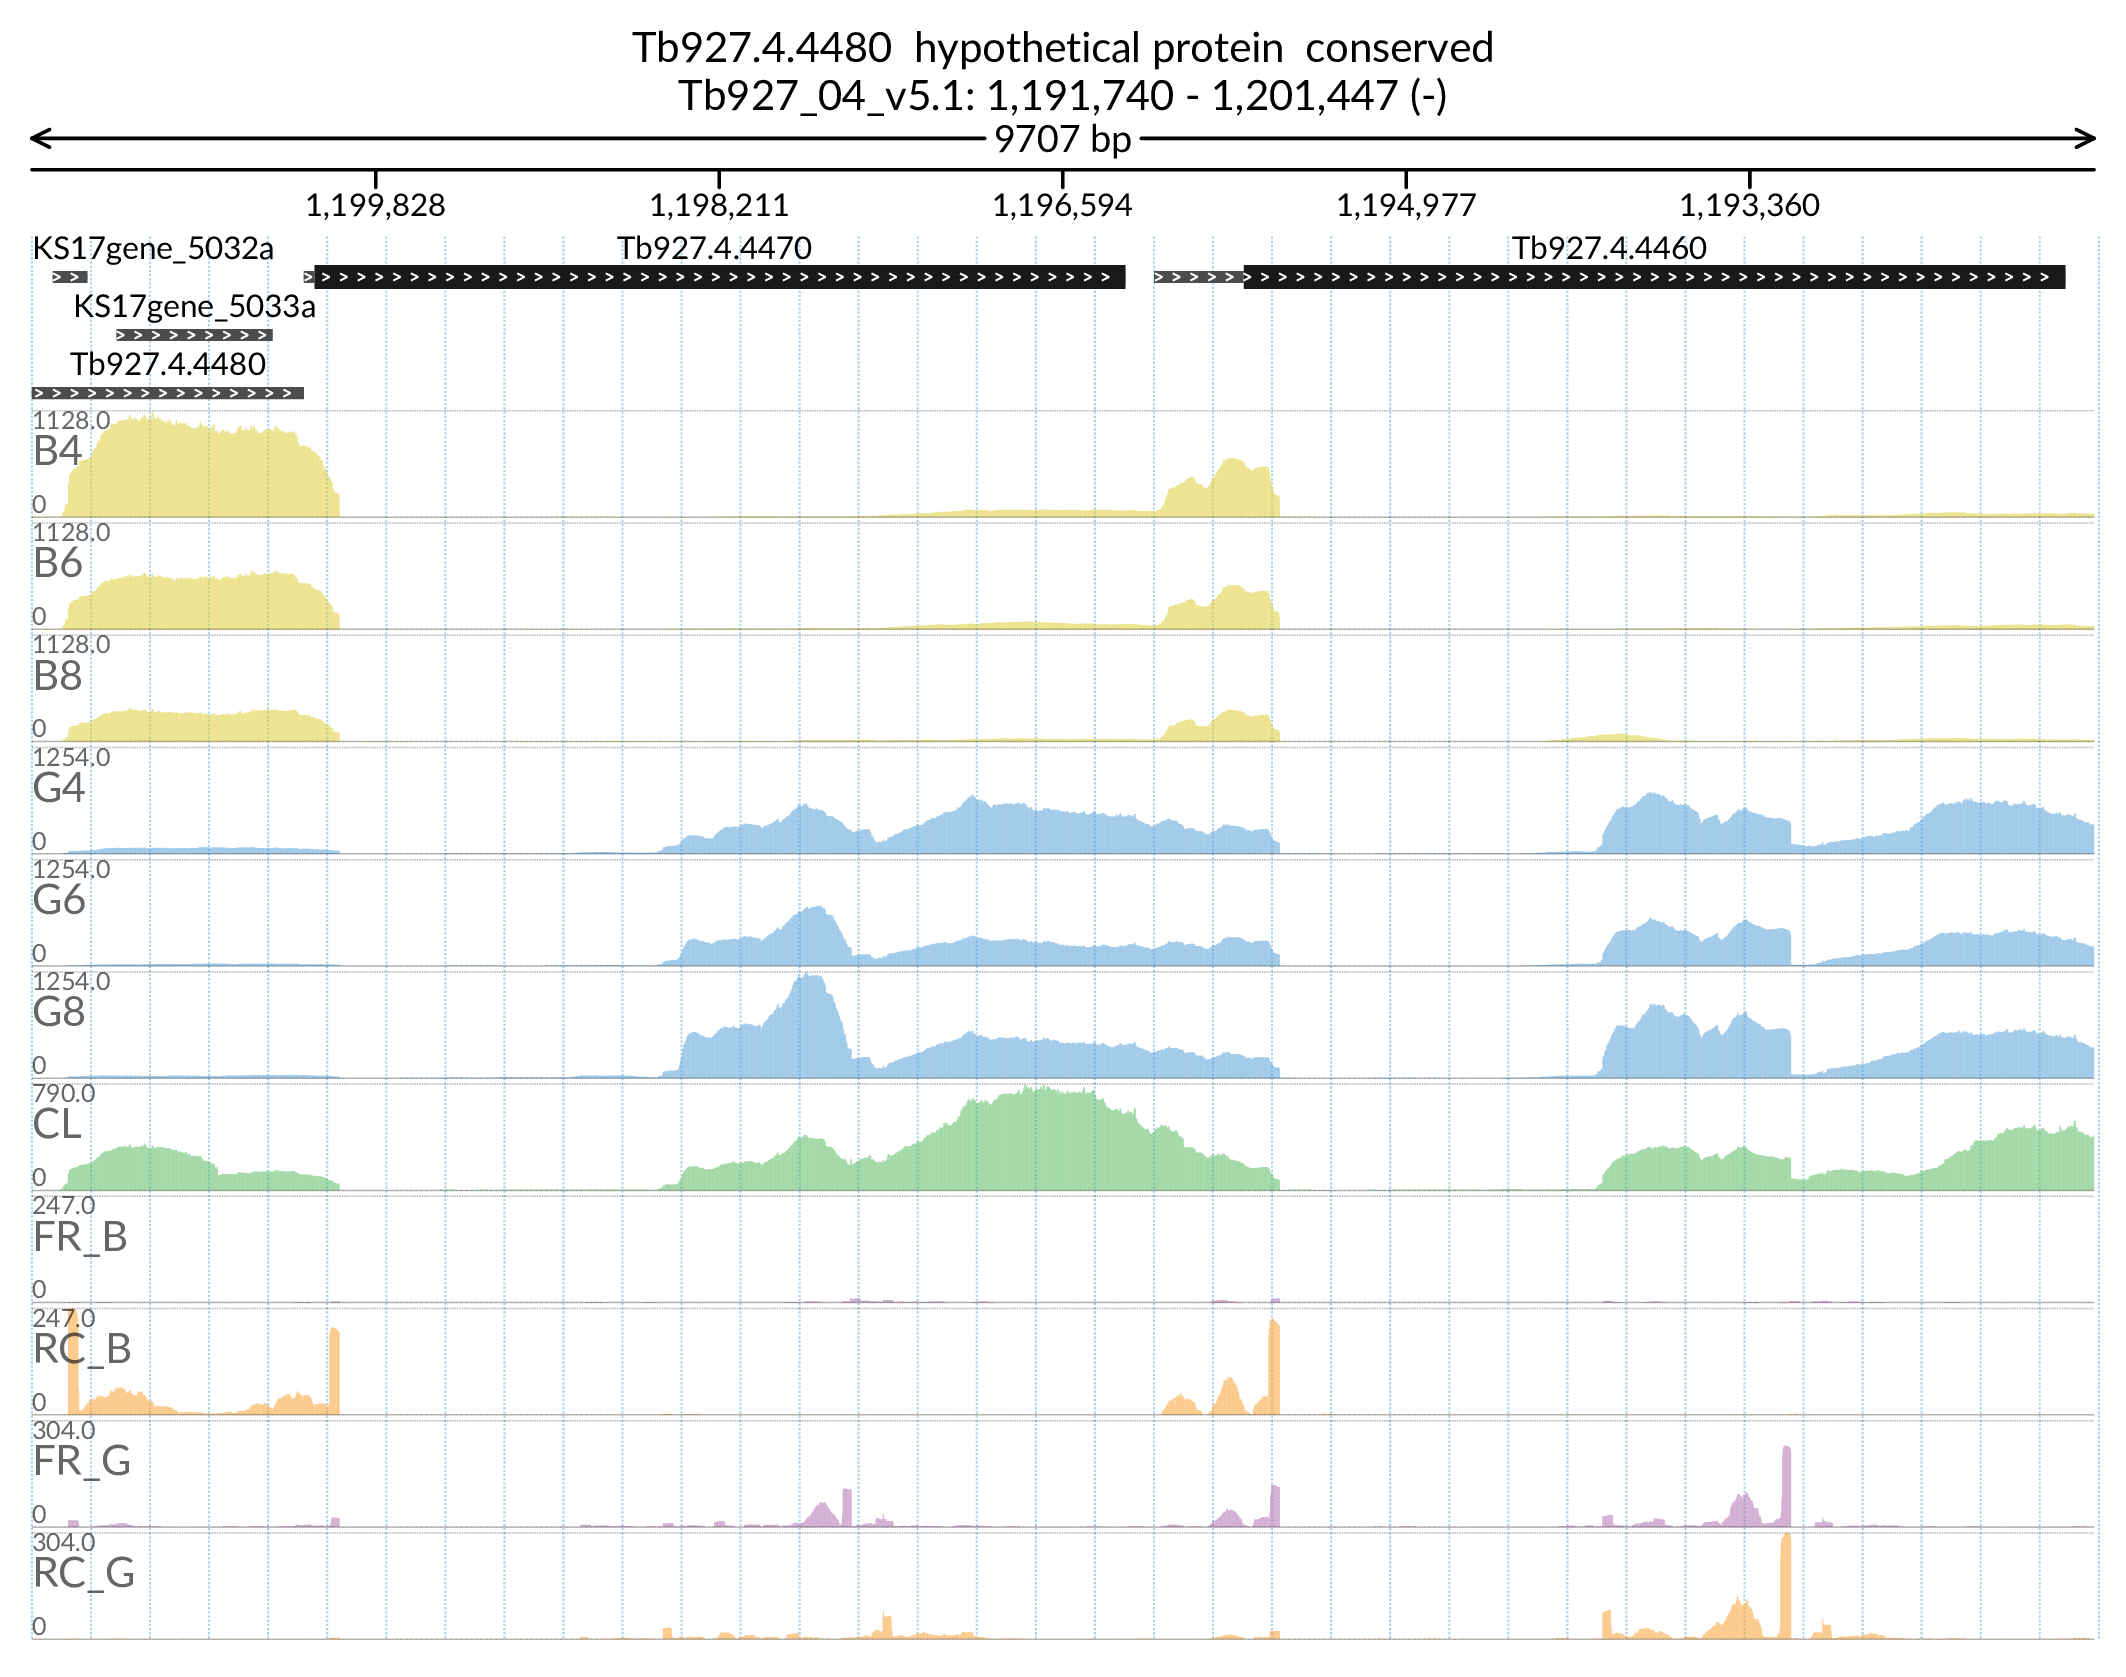 Tb927.4.4480 hypothetical protein conserved
Tb927_04_v5.1: 1,191,740 - 1,201,447 (-)
9707 bp
1,199,828 1,198,211 1,196,594 1,194,977 1,193,360
KS17gene_5032a Tb927.4.4470 Tb927.4.4460
KS17gene_5033a
Tb927.4.4480
1128.0
B4
0
1128.0
B6
0
1128.0
B8
0
1254.0
G4
0
1254.0
G6
0
1254.0
G8
0
790.0
CL
0
247.0
FR_B
0
247.0
RC_B
0
304.0
FR_G
0
304.0
RC_G
0